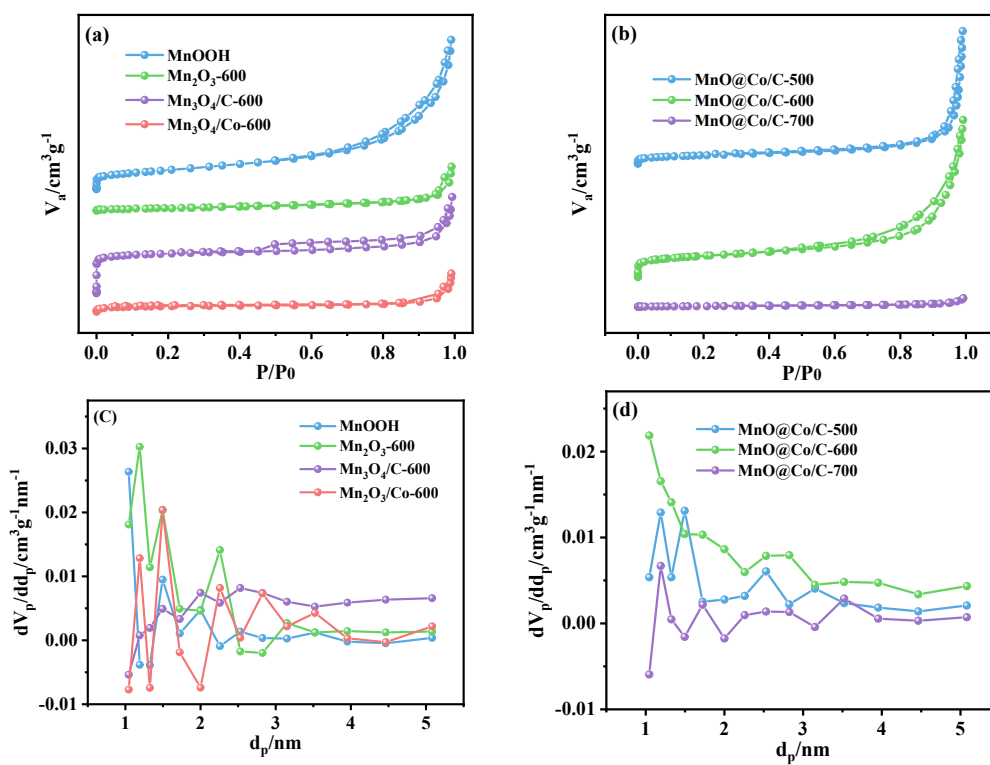 (a)
MnOOH
Mn₂O₃-600
Mn₃O₄/C-600
Mn₃O₄/Co-600
Vₐ/cm³g⁻¹
0.0 0.2 0.4 0.6 0.8 1.0
P/P₀
(b)
MnO@Co/C-500
MnO@Co/C-600
MnO@Co/C-700
Vₐ/cm³g⁻¹
0.0 0.2 0.4 0.6 0.8 1.0
P/P₀
(C)
MnOOH
Mn₂O₃-600
Mn₃O₄/C-600
Mn₂O₃/Co-600
dVₚ/ddₚ/cm³g⁻¹nm⁻¹
0.03
0.02
0.01
0.00
-0.01
1 2 3 4 5
dₚ/nm
(d)
MnO@Co/C-500
MnO@Co/C-600
MnO@Co/C-700
dVₚ/ddₚ/cm³g⁻¹nm⁻¹
0.02
0.01
0.00
-0.01
1 2 3 4 5
dₚ/nm